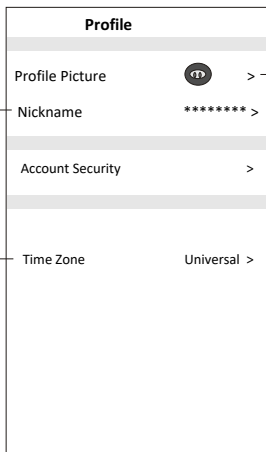 Profile
Profile Picture >
Nickname ******** >
Account Security >
Time Zone Universal >